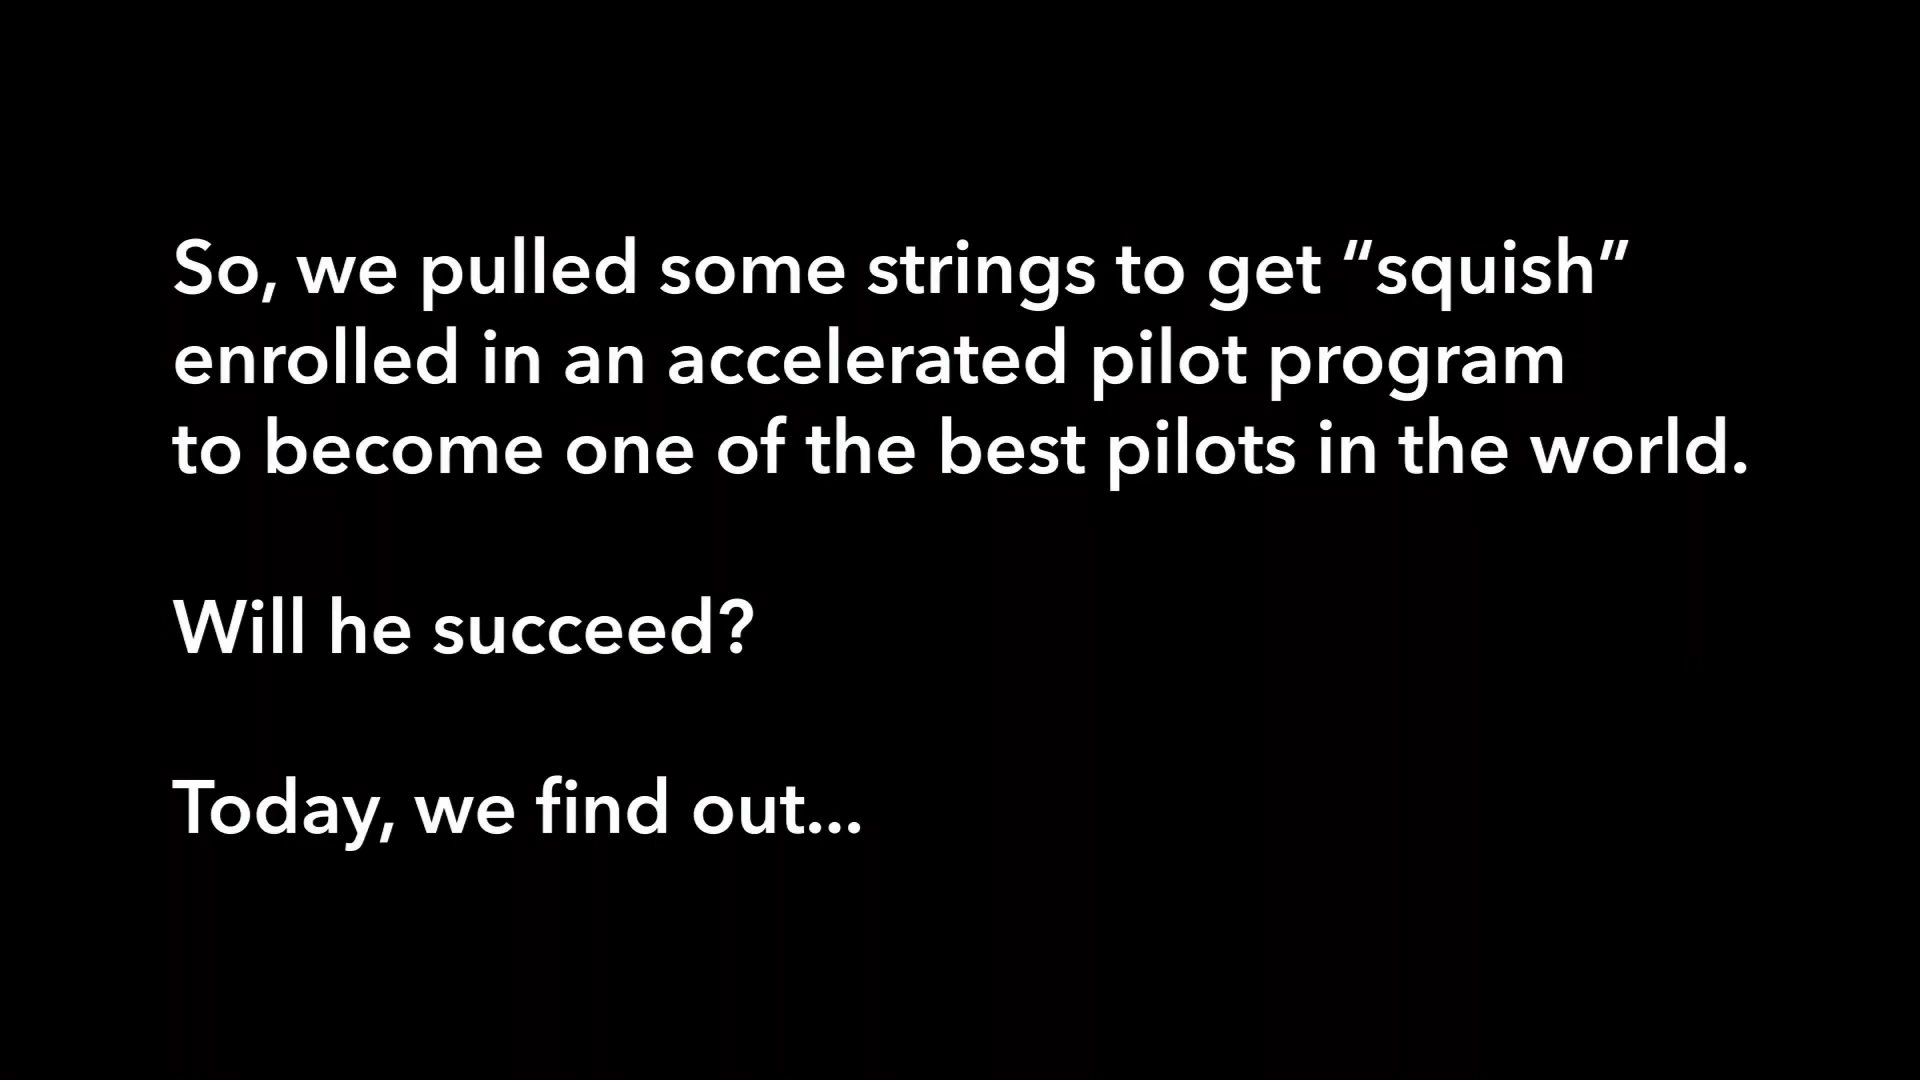 So, we pulled some strings to get “squish”
enrolled in an accelerated pilot program
to become one of the best pilots in the world.
Will he succeed?
Today, we find out...